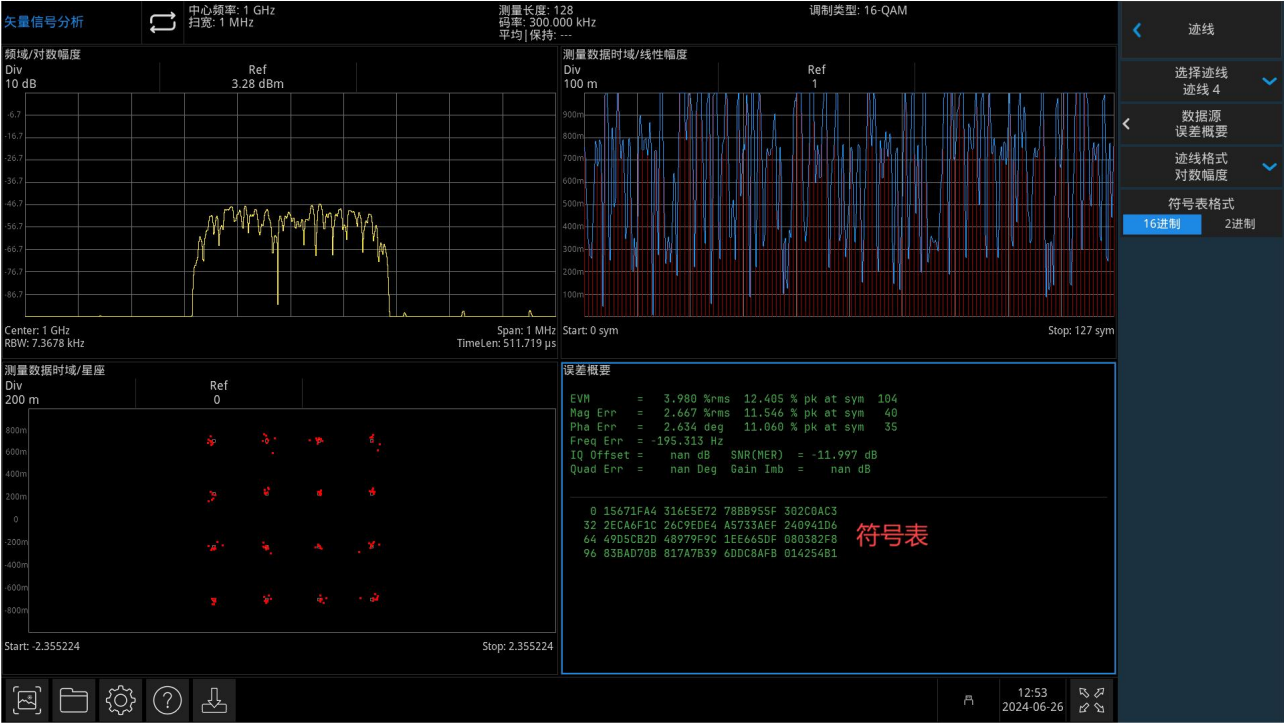 矢量信号分析
中心频率: 1 GHz
扫宽: 1 MHz
测量长度: 128
码率: 300.000 kHz
平均|保持: ---
调制类型: 16-QAM
频域/对数幅度
Div
10 dB
Ref
3.28 dBm
-6.7
-16.7
-26.7
-36.7
-46.7
-56.7
-66.7
-76.7
-86.7
Center: 1 GHz
Span: 1 MHz
RBW: 7.3678 kHz
TimeLen: 511.719 µs
测量数据时域/线性幅度
Div
100 m
Ref
1
900m
800m
700m
600m
500m
400m
300m
200m
100m
Start: 0 sym
Stop: 127 sym
测量数据时域/星座
Div
200 m
Ref
0
800m
600m
400m
200m
0
-200m
-400m
-600m
-800m
Start: -2.355224
Stop: 2.355224
误差概要
EVM = 3.980 %rms 12.405 % pk at sym 104
Mag Err = 2.667 %rms 11.546 % pk at sym 40
Pha Err = 2.634 deg 11.060 % pk at sym 35
Freq Err = -195.313 Hz
IQ Offset = nan dB SNR(MER) = -11.997 dB
Quad Err = nan Deg Gain Imb = nan dB
0 15671FA4 316E5E72 78BB955F 302C0AC3
32 2ECA6F1C 26C9EDE4 A5733AEF 240941D6
64 49D5CB2D 48979F9C 1EE665DF 080382F8
96 83BAD70B 817A7B39 6DDC8AFB 014254B1
符号表
迹线
选择迹线
迹线 4
数据源
误差概要
迹线格式
对数幅度
符号表格式
16进制
2进制
12:53
2024-06-26